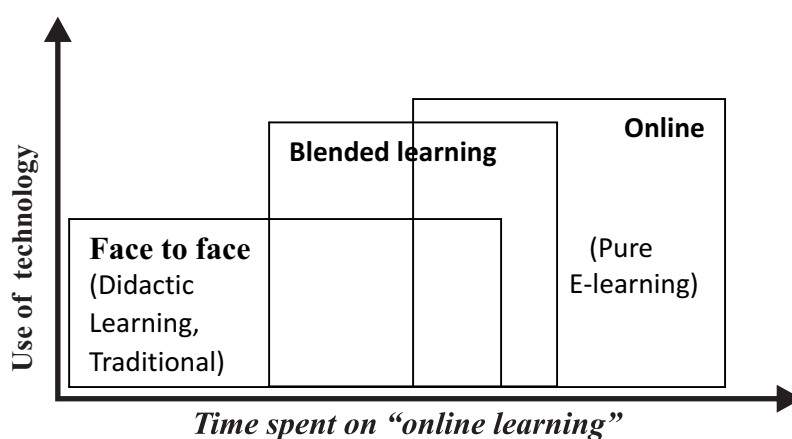 Use of technology
Blended learning
Online
Face to face
(Didactic
Learning,
Traditional)
(Pure
E-learning)
Time spent on “online learning”